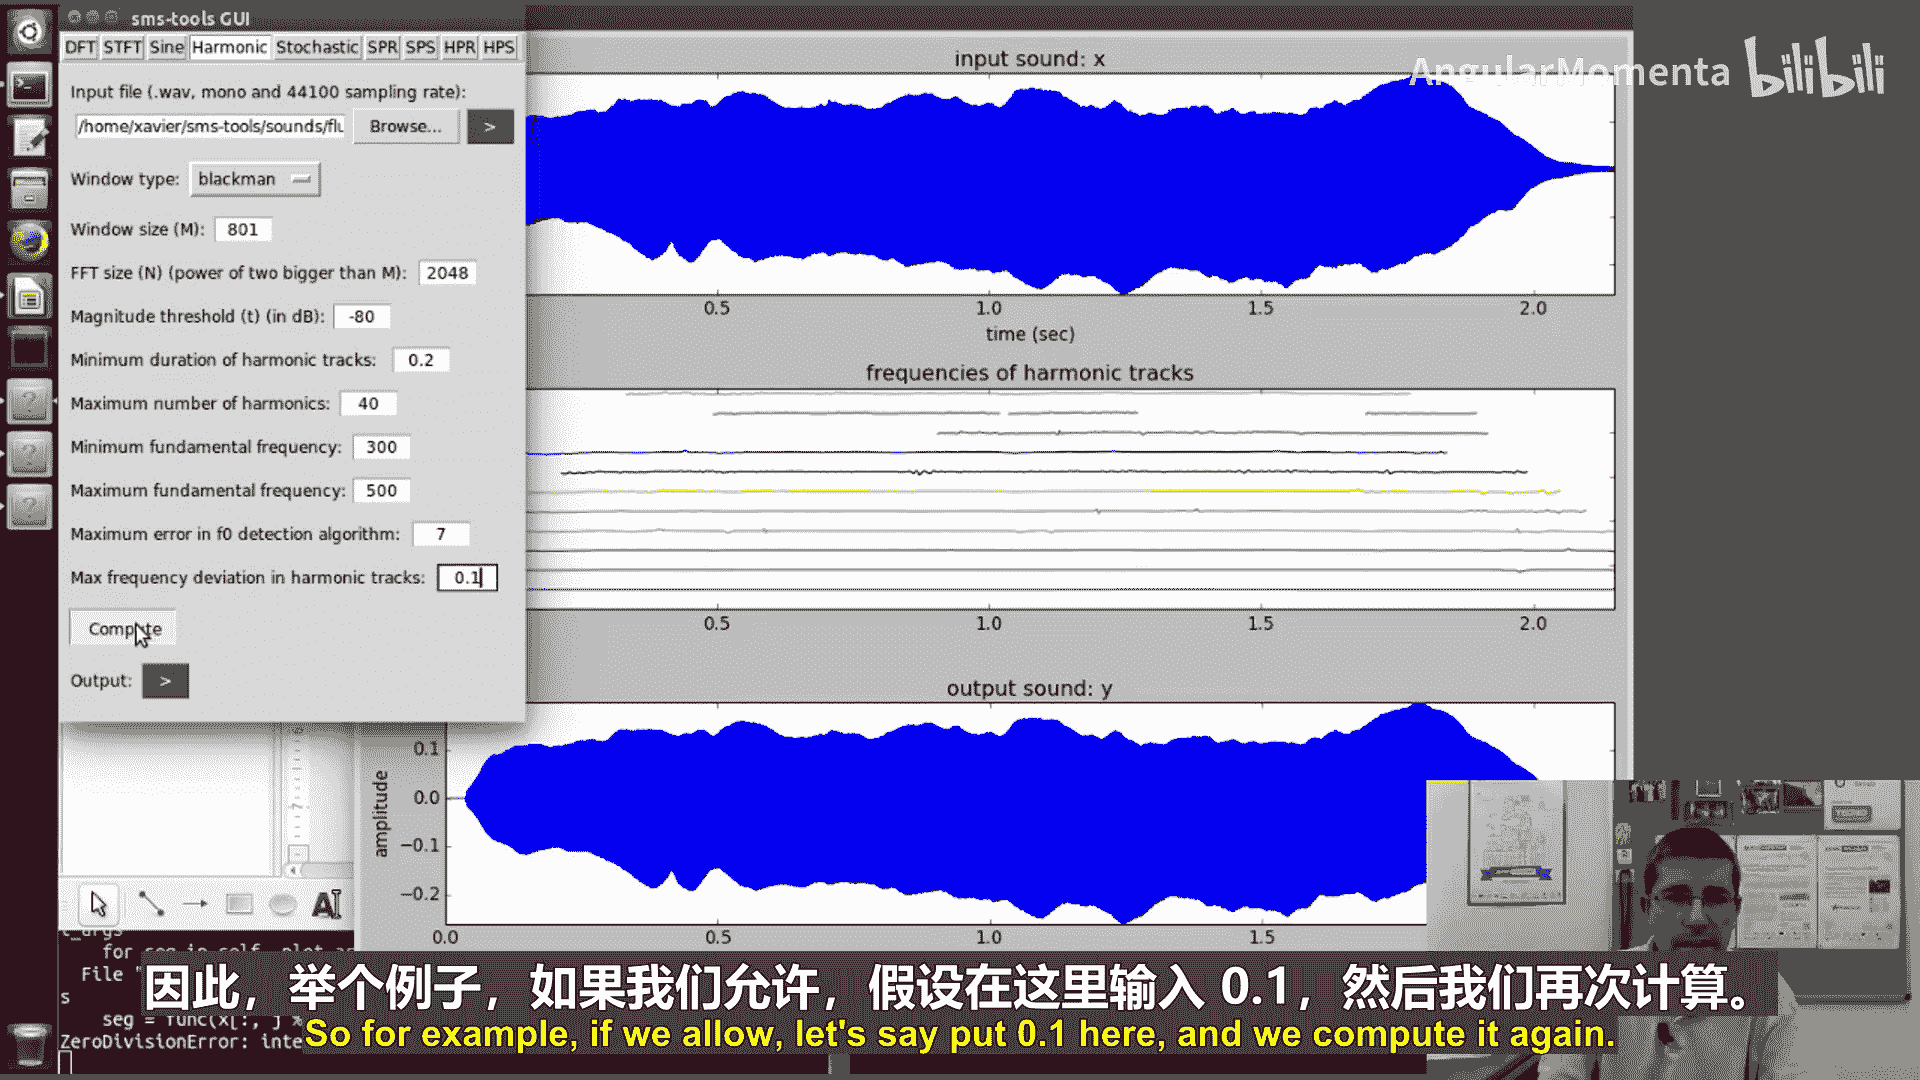 sms-tools GUI
DFT STFT Sine Harmonic Stochastic SPR SPS HPR HPS
Input file (.wav, mono and 44100 sampling rate):
/home/xavier/sms-tools/sounds/flu Browse... >
Window type: blackman
Window size (M): 801
FFT size (N) (power of two bigger than M): 2048
Magnitude threshold (t) (in dB): -80
Minimum duration of harmonic tracks: 0.2
Maximum number of harmonics: 40
Minimum fundamental frequency: 300
Maximum fundamental frequency: 500
Maximum error in f0 detection algorithm: 7
Max frequency deviation in harmonic tracks: 0.1
Compute
Output: >
input sound: x
AngularMomenta bilibili
0.5 1.0 1.5 2.0
time (sec)
frequencies of harmonic tracks
0.5 1.0 1.5 2.0
output sound: y
amplitude
0.1
0.0
−0.1
−0.2
0.0 0.5 1.0 1.5
t_args
for seg in self._plot_ar
File "
s
seg = func(x[:, j %
ZeroDivisionError: inte
因此，举个例子，如果我们允许，假设在这里输入 0.1，然后我们再次计算。
So for example, if we allow, let's say put 0.1 here, and we compute it again.